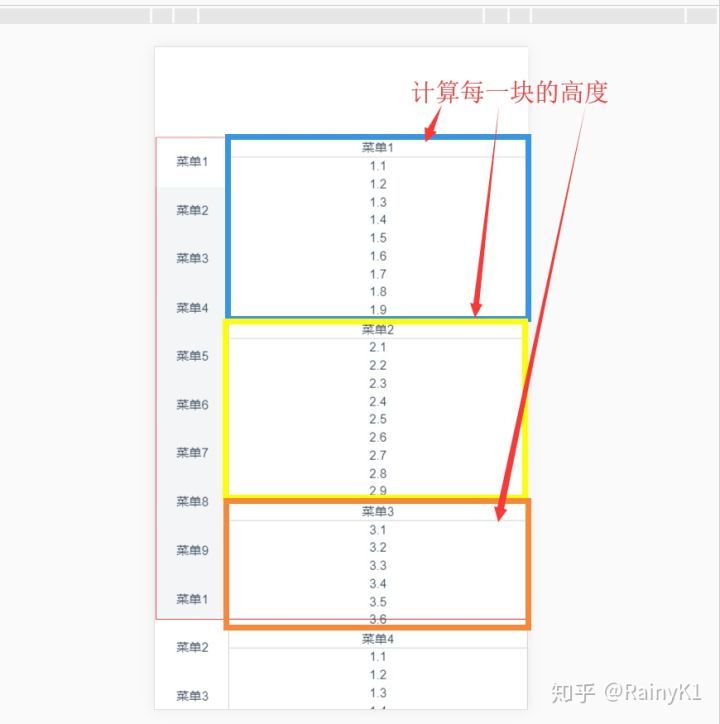 计算每一块的高度
菜单1
菜单2
菜单3
菜单4
菜单5
菜单6
菜单7
菜单8
菜单9
菜单1
菜单2
菜单3
菜单1
1.1
1.2
1.3
1.4
1.5
1.6
1.7
1.8
1.9
菜单2
2.1
2.2
2.3
2.4
2.5
2.6
2.7
2.8
2.9
菜单3
3.1
3.2
3.3
3.4
3.5
3.6
菜单4
1.1
1.2
1.3
知乎 @RainyK1